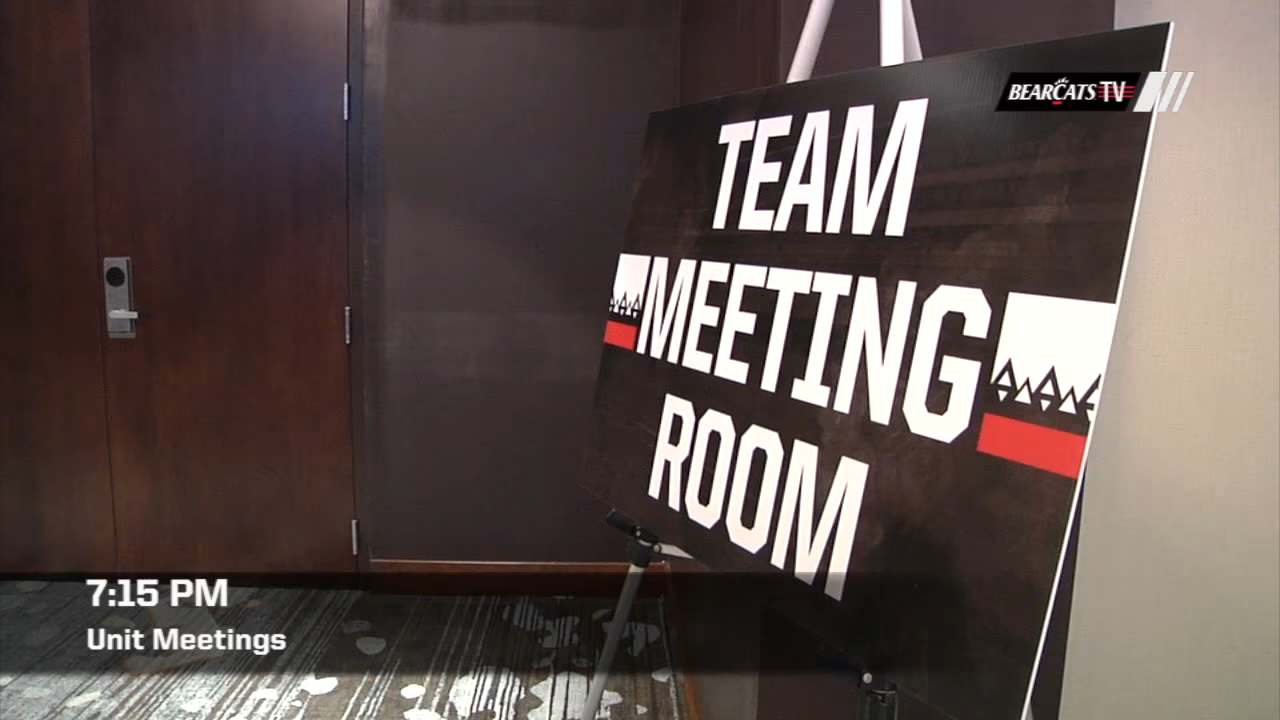 BEARCATS TV
TEAM
MEETING
ROOM
7:15 PM
Unit Meetings